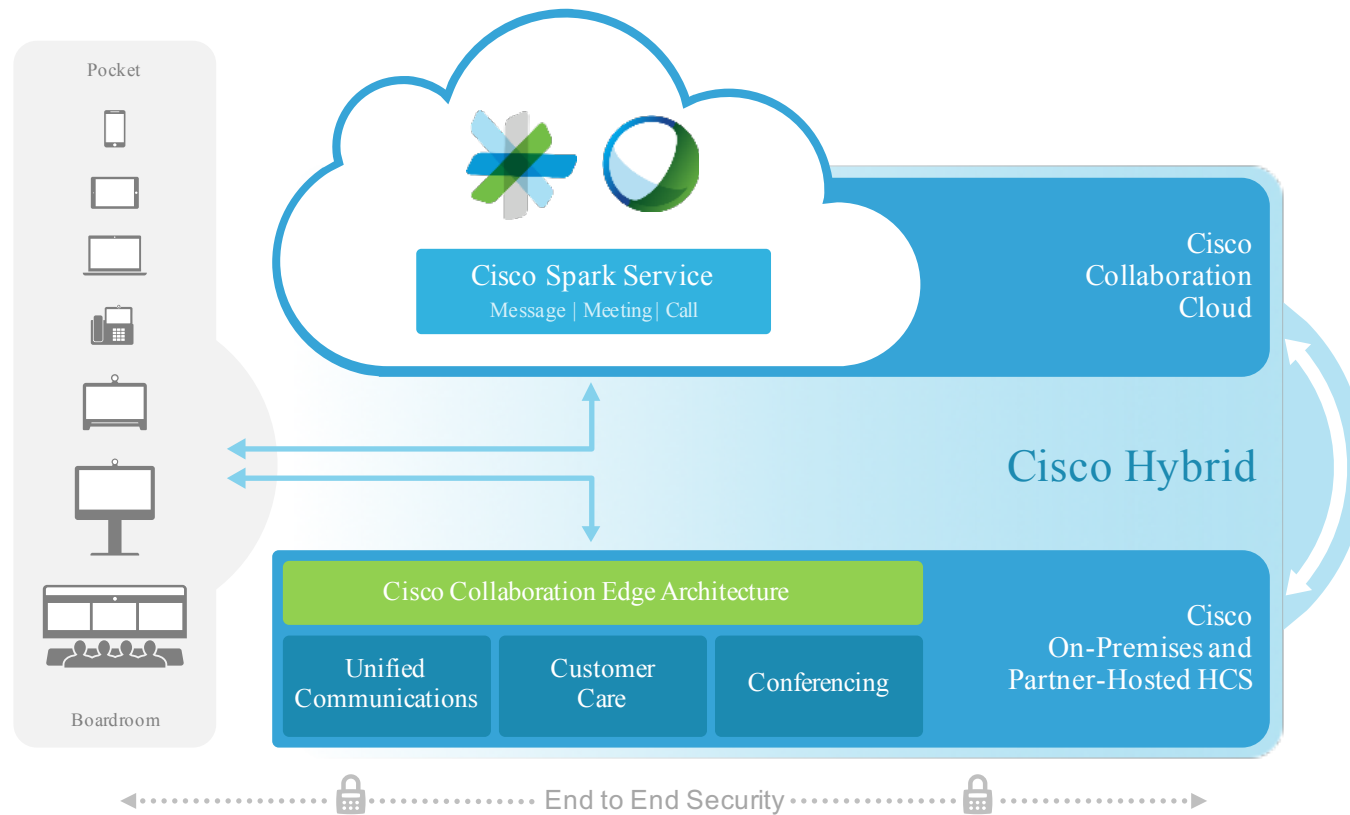 Pocket
Boardroom
Cisco Spark Service
Message | Meeting | Call
Cisco
Collaboration
Cloud
Cisco Hybrid
Cisco Collaboration Edge Architecture
Unified
Communications
Customer
Care
Conferencing
Cisco
On-Premises and
Partner-Hosted HCS
End to End Security